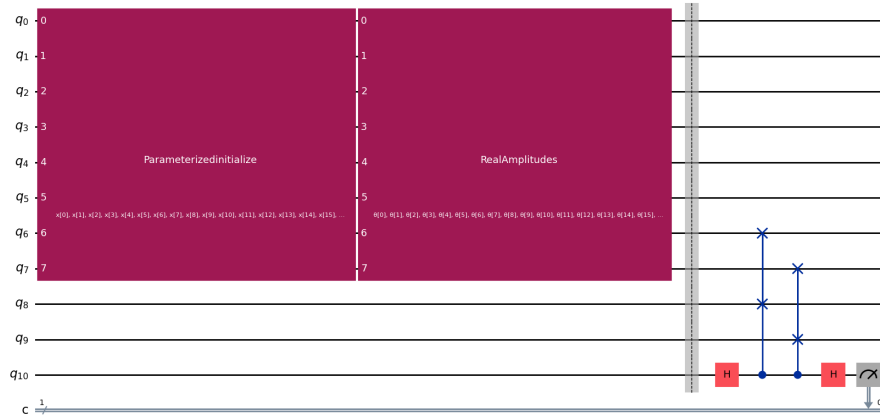 q0 0 0
q1 1 1
q2 2 2
q3 3 3
q4 4 Parameterizedinitialize 4 RealAmplitudes
q5 5 5
x[0], x[1], x[2], x[3], x[4], x[5], x[6], x[7], x[8], x[9], x[10], x[11], x[12], x[13], x[14], x[15], ... θ[0], θ[1], θ[2], θ[3], θ[4], θ[5], θ[6], θ[7], θ[8], θ[9], θ[10], θ[11], θ[12], θ[13], θ[14], θ[15], ...
q6 6 6
q7 7 7
q8
q9
q10 H H
c 1 0